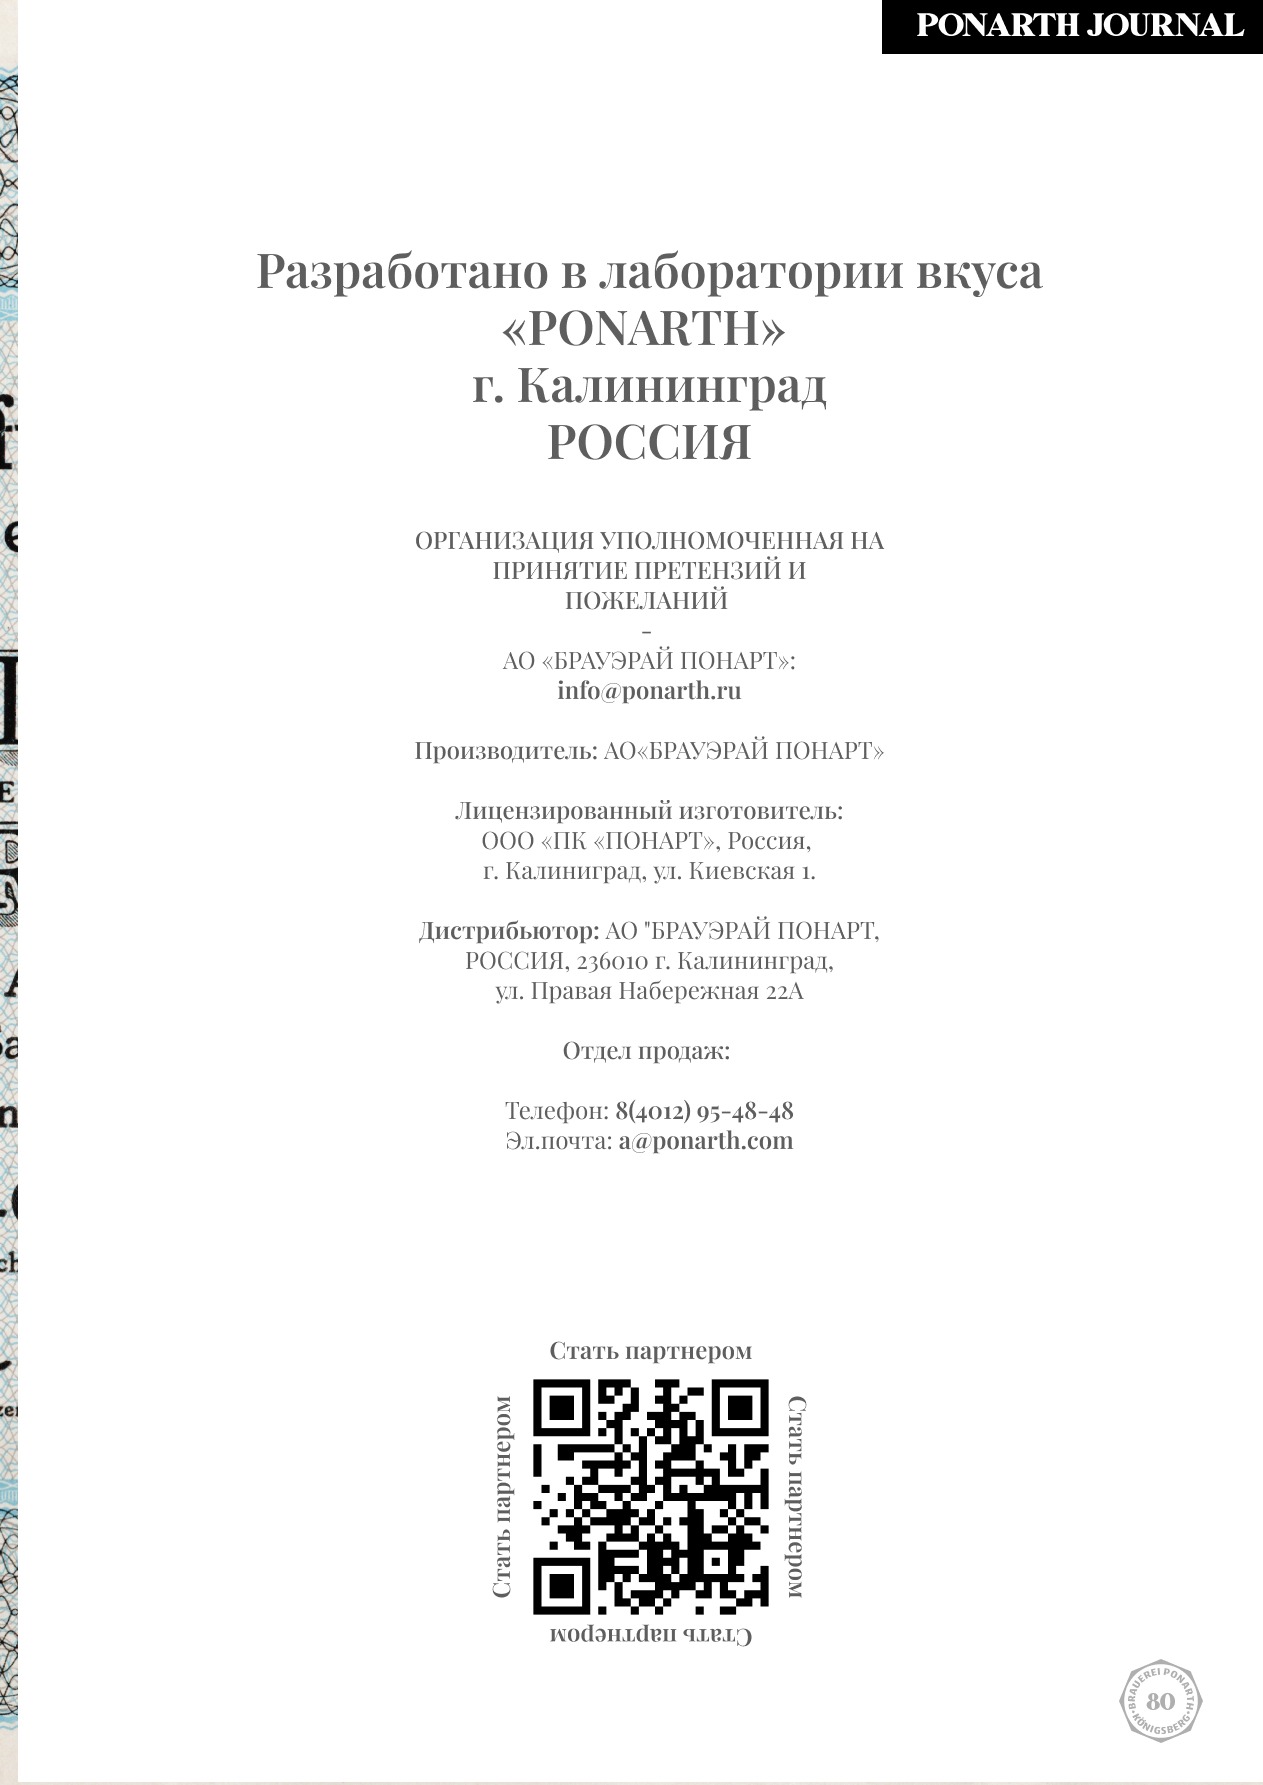 PONARTH JOURNAL
Разработано в лаборатории вкуса
«PONARTH»
г. Калининград
РОССИЯ
ОРГАНИЗАЦИЯ УПОЛНОМОЧЕННАЯ НА
ПРИНЯТИЕ ПРЕТЕНЗИЙ И
ПОЖЕЛАНИЙ
-
АО «БРАУЭРАЙ ПОНАРТ»:
info@ponarth.ru
Производитель: АО«БРАУЭРАЙ ПОНАРТ»
Лицензированный изготовитель:
ООО «ПК «ПОНАРТ», Россия,
г. Калиниград, ул. Киевская 1.
Дистрибьютор: АО "БРАУЭРАЙ ПОНАРТ,
РОССИЯ, 236010 г. Калининград,
ул. Правая Набережная 22А
Отдел продаж:
Телефон: 8(4012) 95-48-48
Эл.почта: a@ponarth.com
Стать партнером
Стать партнером
Стать партнером
Стать партнером
BRAUEREI PONARTH
80
KÖNIGSBERG